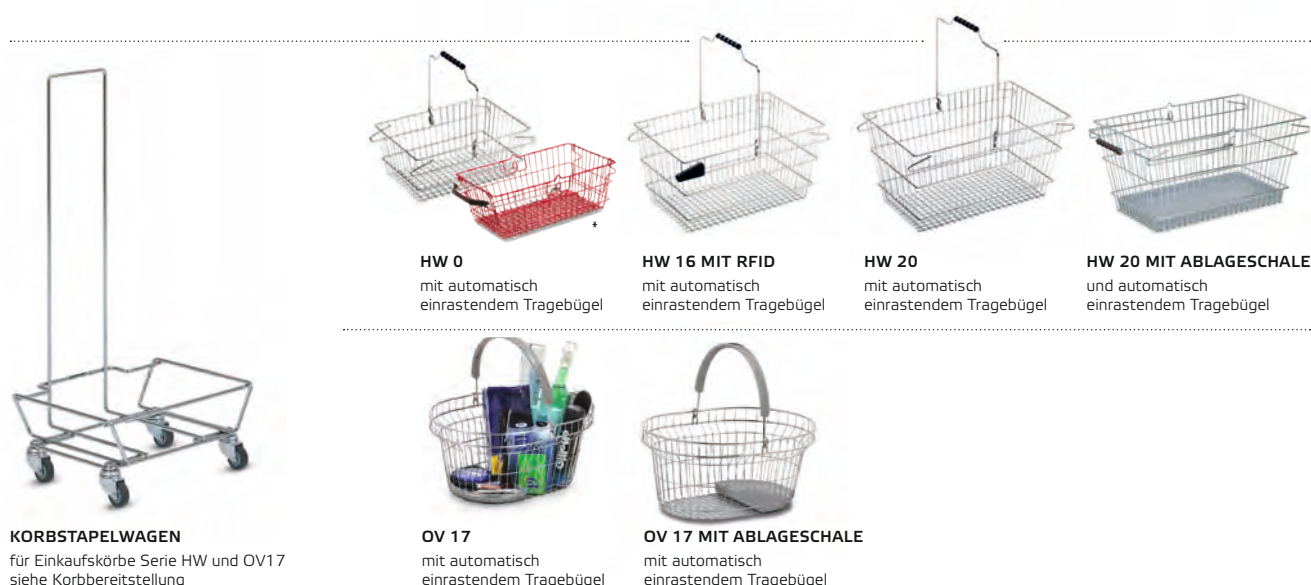 *
HW 0
mit automatisch
einrastendem Tragebügel
HW 16 MIT RFID
mit automatisch
einrastendem Tragebügel
HW 20
mit automatisch
einrastendem Tragebügel
HW 20 MIT ABLAGESCHALE
und automatisch
einrastendem Tragebügel
KORBSTAPELWAGEN
für Einkaufskörbe Serie HW und OV17
siehe Korbbereitstellung
OV 17
mit automatisch
einrastendem Tragebügel
OV 17 MIT ABLAGESCHALE
mit automatisch
einrastendem Tragebügel